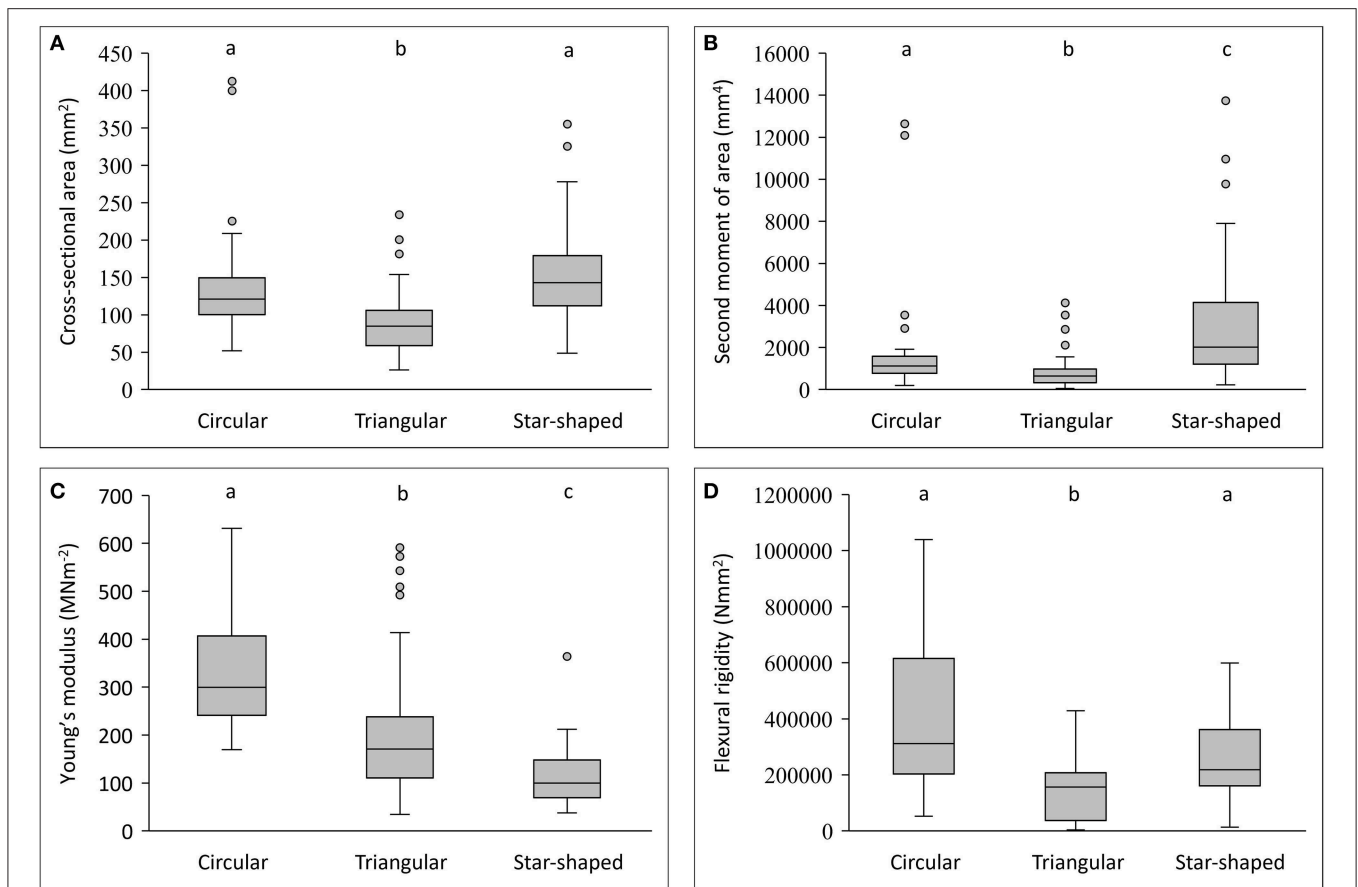 A
a b a
Cross-sectional area (mm²)
450
400
350
300
250
200
150
100
50
0
Circular Triangular Star-shaped
B
a b c
Second moment of area (mm⁴)
16000
14000
12000
10000
8000
6000
4000
2000
0
Circular Triangular Star-shaped
C
a b c
Young's modulus (MNm⁻²)
700
600
500
400
300
200
100
0
Circular Triangular Star-shaped
D
a b a
Flexural rigidity (Nmm²)
1200000
1000000
800000
600000
400000
200000
0
Circular Triangular Star-shaped